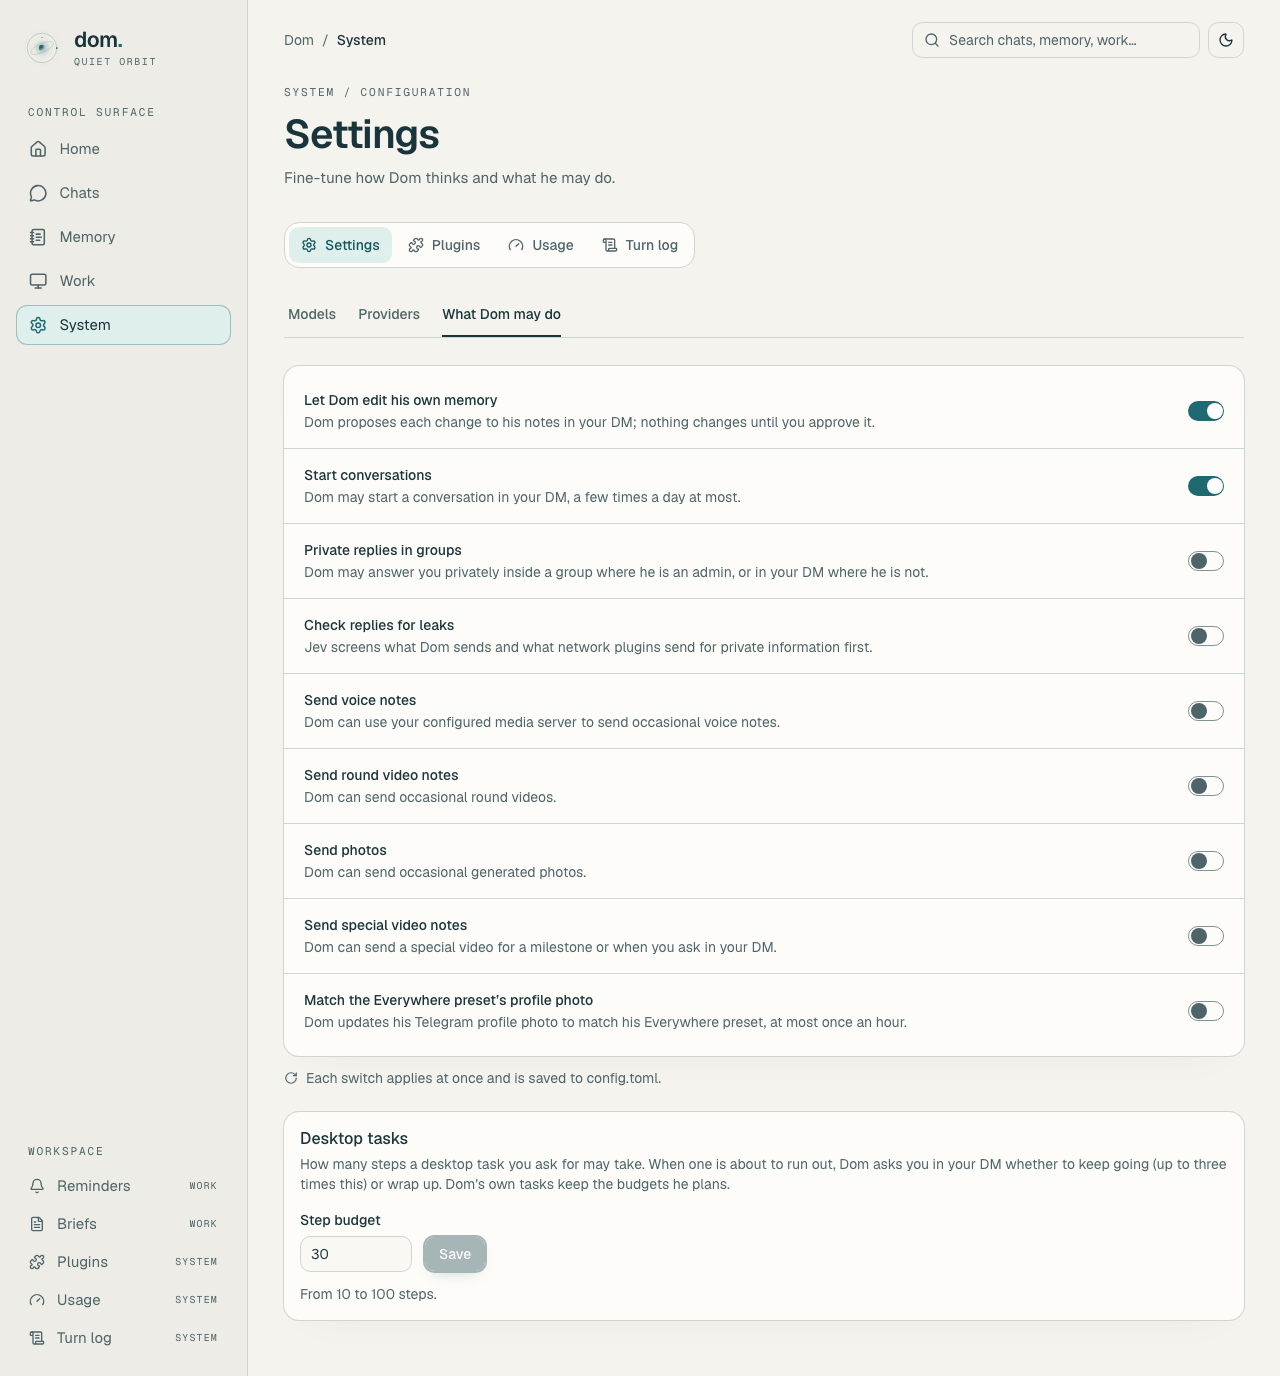 dom.
QUIET ORBIT
CONTROL SURFACE
Home
Chats
Memory
Work
System
WORKSPACE
Reminders WORK
Briefs WORK
Plugins SYSTEM
Usage SYSTEM
Turn log SYSTEM
Dom / System
Search chats, memory, work…
SYSTEM / CONFIGURATION
Settings
Fine-tune how Dom thinks and what he may do.
Settings Plugins Usage Turn log
Models Providers What Dom may do
Let Dom edit his own memory
Dom proposes each change to his notes in your DM; nothing changes until you approve it.
Start conversations
Dom may start a conversation in your DM, a few times a day at most.
Private replies in groups
Dom may answer you privately inside a group where he is an admin, or in your DM where he is not.
Check replies for leaks
Jev screens what Dom sends and what network plugins send for private information first.
Send voice notes
Dom can use your configured media server to send occasional voice notes.
Send round video notes
Dom can send occasional round videos.
Send photos
Dom can send occasional generated photos.
Send special video notes
Dom can send a special video for a milestone or when you ask in your DM.
Match the Everywhere preset's profile photo
Dom updates his Telegram profile photo to match his Everywhere preset, at most once an hour.
Each switch applies at once and is saved to config.toml.
Desktop tasks
How many steps a desktop task you ask for may take. When one is about to run out, Dom asks you in your DM whether to keep going (up to three
times this) or wrap up. Dom's own tasks keep the budgets he plans.
Step budget
30 Save
From 10 to 100 steps.